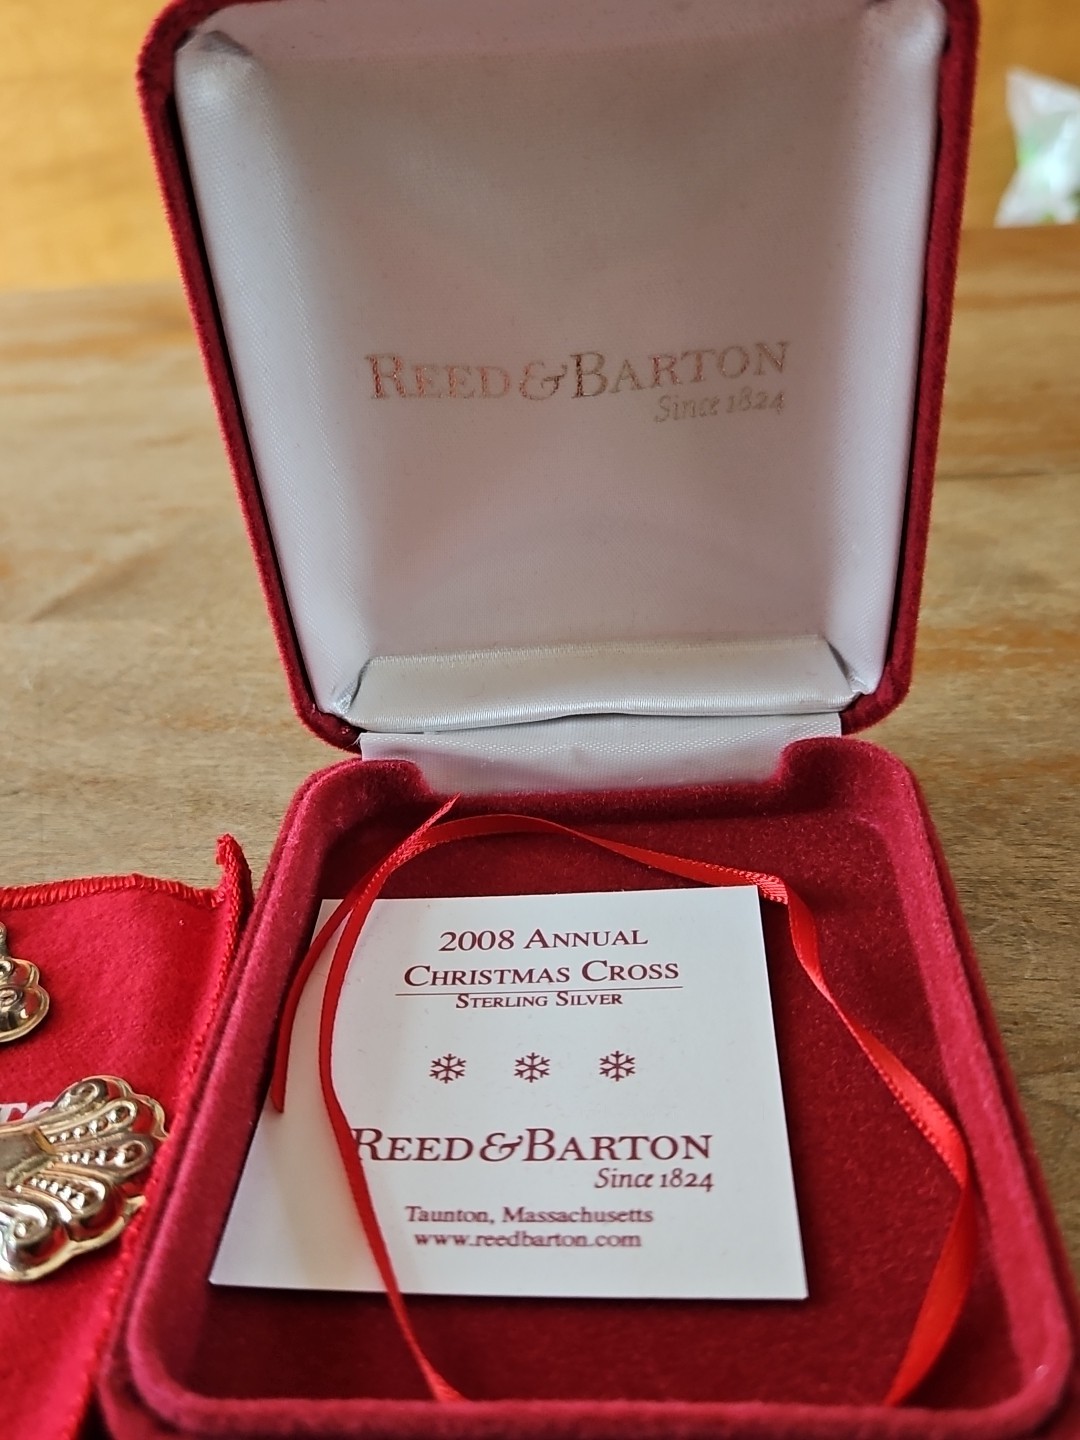 REED & BARTON
Since 1824
2008 ANNUAL
CHRISTMAS CROSS
STERLING SILVER
REED & BARTON
Since 1824
Taunton, Massachusetts
www.reedbarton.com